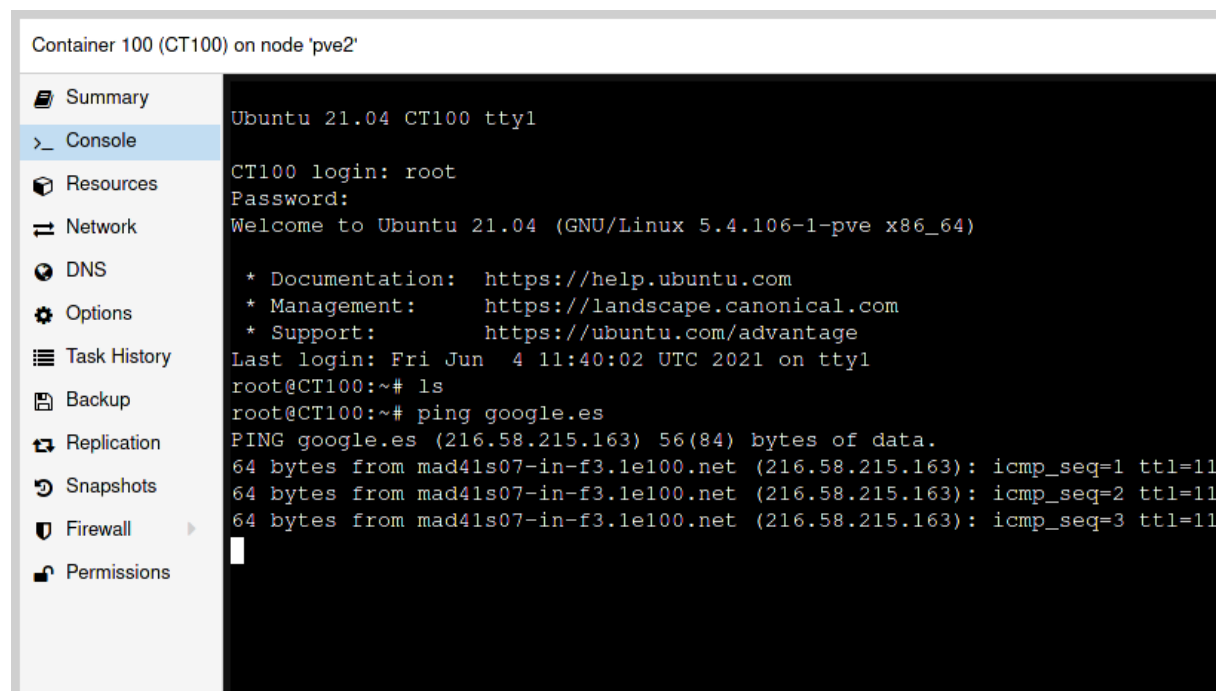 Container 100 (CT100) on node 'pve2'
Summary
Console
Resources
Network
DNS
Options
Task History
Backup
Replication
Snapshots
Firewall
Permissions
Ubuntu 21.04 CT100 tty1
CT100 login: root
Password:
Welcome to Ubuntu 21.04 (GNU/Linux 5.4.106-1-pve x86_64)
* Documentation:  https://help.ubuntu.com
* Management:     https://landscape.canonical.com
* Support:        https://ubuntu.com/advantage
Last login: Fri Jun  4 11:40:02 UTC 2021 on tty1
root@CT100:~# ls
root@CT100:~# ping google.es
PING google.es (216.58.215.163) 56(84) bytes of data.
64 bytes from mad41s07-in-f3.1e100.net (216.58.215.163): icmp_seq=1 ttl=11
64 bytes from mad41s07-in-f3.1e100.net (216.58.215.163): icmp_seq=2 ttl=11
64 bytes from mad41s07-in-f3.1e100.net (216.58.215.163): icmp_seq=3 ttl=11